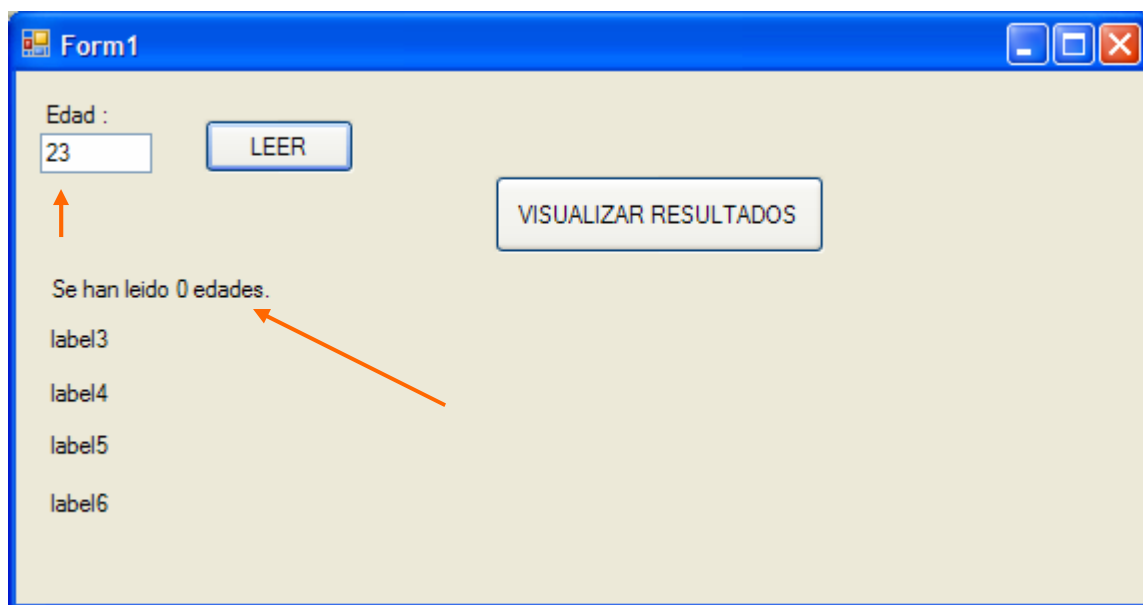 Form1
Edad :
23
LEER
VISUALIZAR RESULTADOS
Se han leido 0 edades.
label3
label4
label5
label6